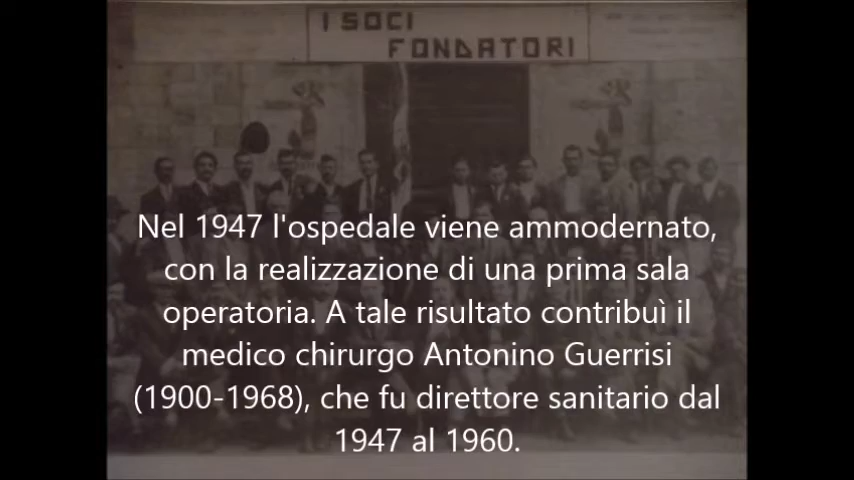 I SOCI
FONDATORI
Nel 1947 l'ospedale viene ammodernato,
con la realizzazione di una prima sala
operatoria. A tale risultato contribuì il
medico chirurgo Antonino Guerrisi
(1900-1968), che fu direttore sanitario dal
1947 al 1960.